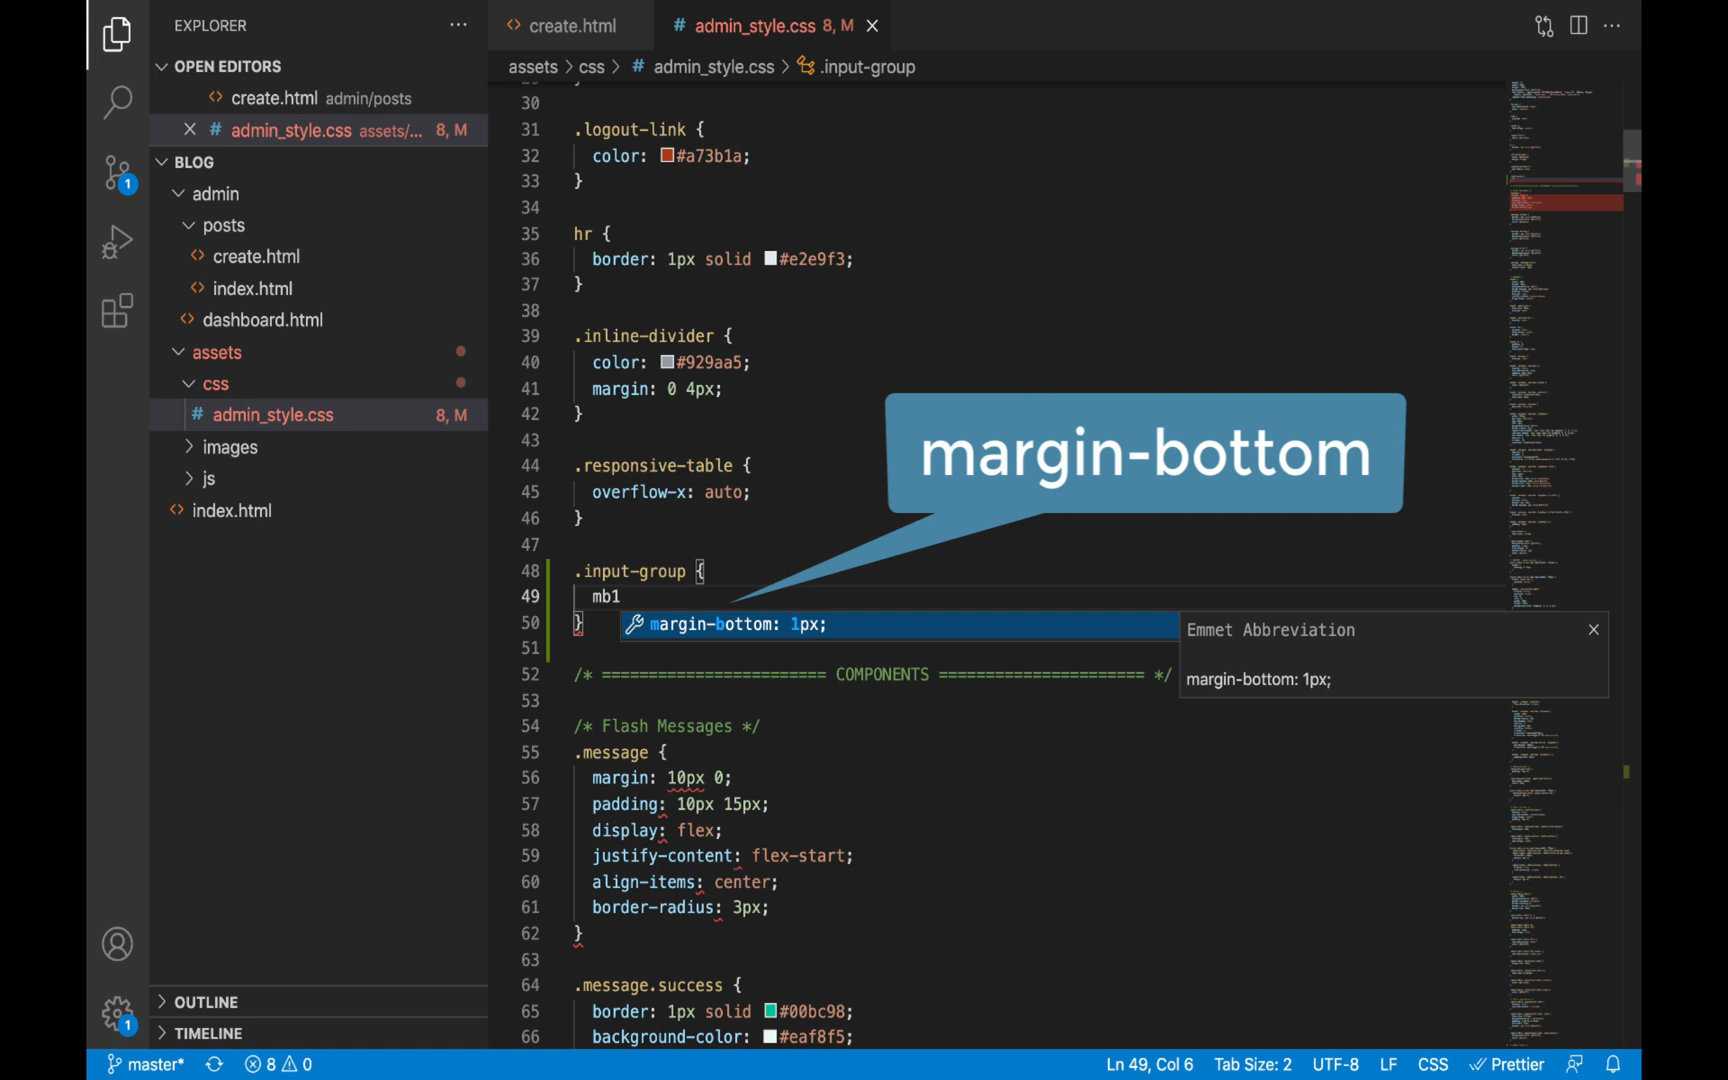 EXPLORER
create.html
# admin_style.css 8, M
OPEN EDITORS
assets > css > # admin_style.css > .input-group
create.html admin/posts
# admin_style.css assets/... 8, M
BLOG
admin
posts
create.html
index.html
dashboard.html
assets
css
# admin_style.css 8, M
images
js
index.html
1
OUTLINE
TIMELINE
1
30
31 .logout-link {
32 color: #a73b1a;
33 }
34
35 hr {
36 border: 1px solid #e2e9f3;
37 }
38
39 .inline-divider {
40 color: #929aa5;
41 margin: 0 4px;
42 }
43
44 .responsive-table {
45 overflow-x: auto;
46 }
47
48 .input-group {
49 mb1
50 }
51
52 /* ======================== COMPONENTS ====================== */
53
54 /* Flash Messages */
55 .message {
56 margin: 10px 0;
57 padding: 10px 15px;
58 display: flex;
59 justify-content: flex-start;
60 align-items: center;
61 border-radius: 3px;
62 }
63
64 .message.success {
65 border: 1px solid #00bc98;
66 background-color: #eaf8f5;
margin-bottom
margin-bottom: 1px;
Emmet Abbreviation
margin-bottom: 1px;
master* 8 0 Ln 49, Col 6 Tab Size: 2 UTF-8 LF CSS Prettier